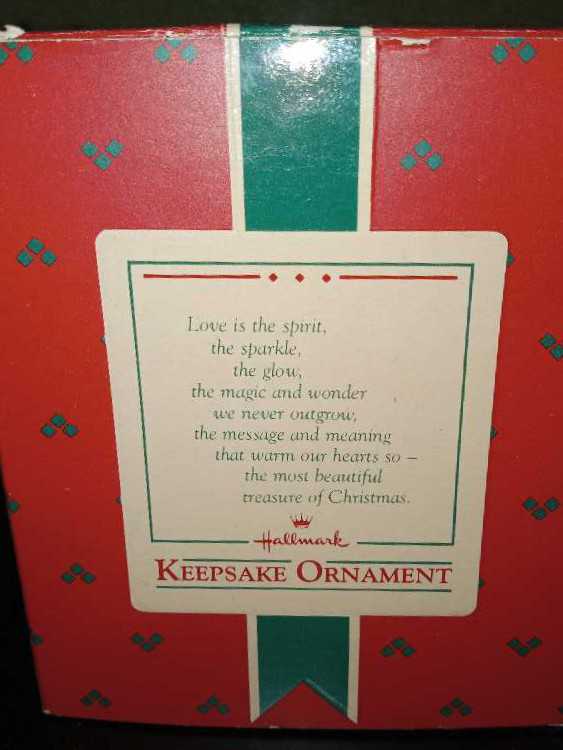 Love is the spirit,
the sparkle,
the glow,
the magic and wonder
we never outgrow,
the message and meaning
that warm our hearts so –
the most beautiful
treasure of Christmas.
Hallmark
KEEPSAKE ORNAMENT